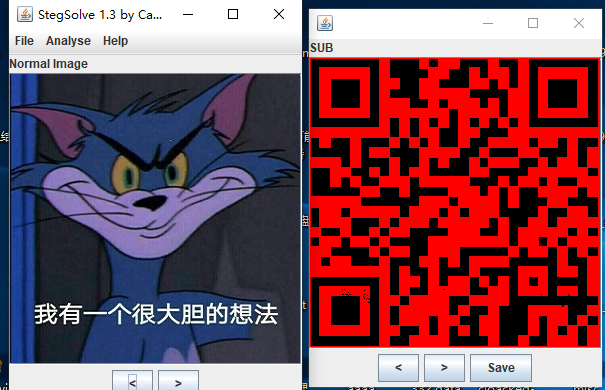 StegSolve 1.3 by Ca...
File Analyse Help
Normal Image
我有一个很大胆的想法
< >
SUB
< > Save